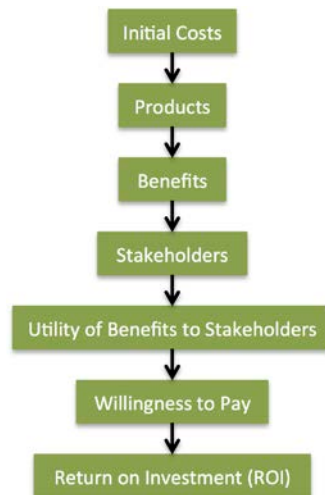 Initial Costs
Products
Benefits
Stakeholders
Utility of Benefits to Stakeholders
Willingness to Pay
Return on Investment (ROI)